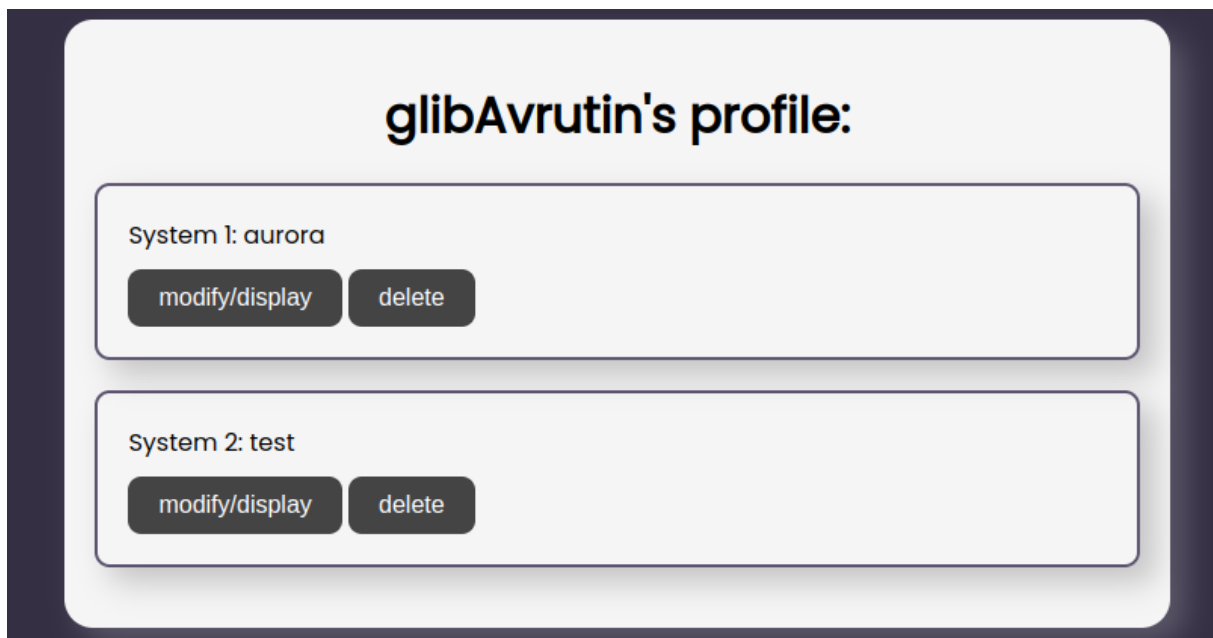 glibAvrutin's profile:
System 1: aurora
modify/display delete
System 2: test
modify/display delete